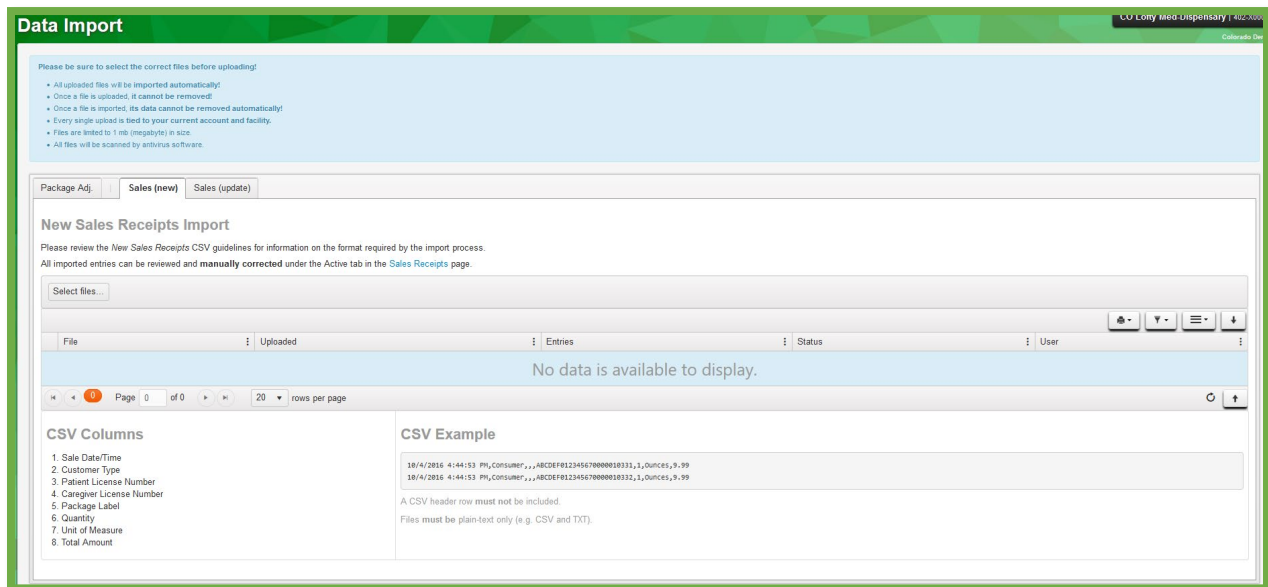 Data Import
CO Lofty Med-Dispensary | 402-X000
Colorado De
Please be sure to select the correct files before uploading!
• All uploaded files will be imported automatically!
• Once a file is uploaded, it cannot be removed!
• Once a file is imported, its data cannot be removed automatically!
• Every single upload is tied to your current account and facility.
• Files are limited to 1 mb (megabyte) in size.
• All files will be scanned by antivirus software.
Package Adj. | Sales (new) Sales (update)
New Sales Receipts Import
Please review the New Sales Receipts CSV guidelines for information on the format required by the import process.
All imported entries can be reviewed and manually corrected under the Active tab in the Sales Receipts page.
Select files...
File Uploaded Entries Status User
No data is available to display.
0 Page 0 of 0 20 rows per page
CSV Columns
1. Sale Date/Time
2. Customer Type
3. Patient License Number
4. Caregiver License Number
5. Package Label
6. Quantity
7. Unit of Measure
8. Total Amount
CSV Example
10/4/2016 4:44:53 PM,Consumer,,,ABCDEF012345670000010331,1,Ounces,9.99
10/4/2016 4:44:53 PM,Consumer,,,ABCDEF012345670000010332,1,Ounces,9.99
A CSV header row must not be included.
Files must be plain-text only (e.g. CSV and TXT).